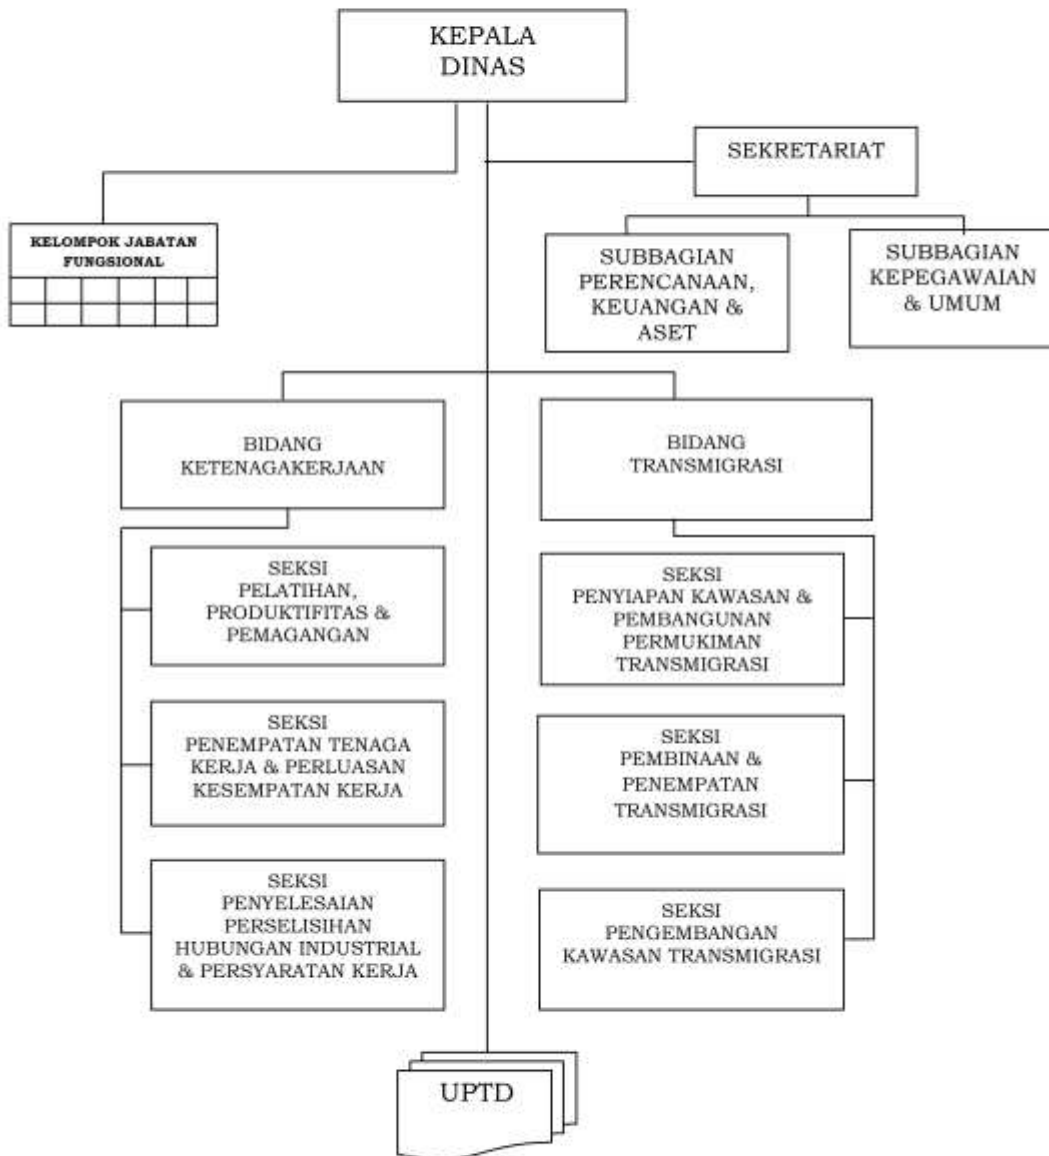 KEPALA
DINAS
SEKRETARIAT
KELOMPOK JABATAN
FUNGSIONAL
SUBBAGIAN
PERENCANAAN,
KEUANGAN &
ASET
SUBBAGIAN
KEPEGAWAIAN
& UMUM
BIDANG
KETENAGAKERJAAN
BIDANG
TRANSMIGRASI
SEKSI
PELATIHAN,
PRODUKTIFITAS &
PEMAGANGAN
SEKSI
PENYIAPAN KAWASAN &
PEMBANGUNAN
PERMUKIMAN
TRANSMIGRASI
SEKSI
PENEMPATAN TENAGA
KERJA & PERLUASAN
KESEMPATAN KERJA
SEKSI
PEMBINAAN &
PENEMPATAN
TRANSMIGRASI
SEKSI
PENYELESAIAN
PERSELISIHAN
HUBUNGAN INDUSTRIAL
& PERSYARATAN KERJA
SEKSI
PENGEMBANGAN
KAWASAN TRANSMIGRASI
UPTD